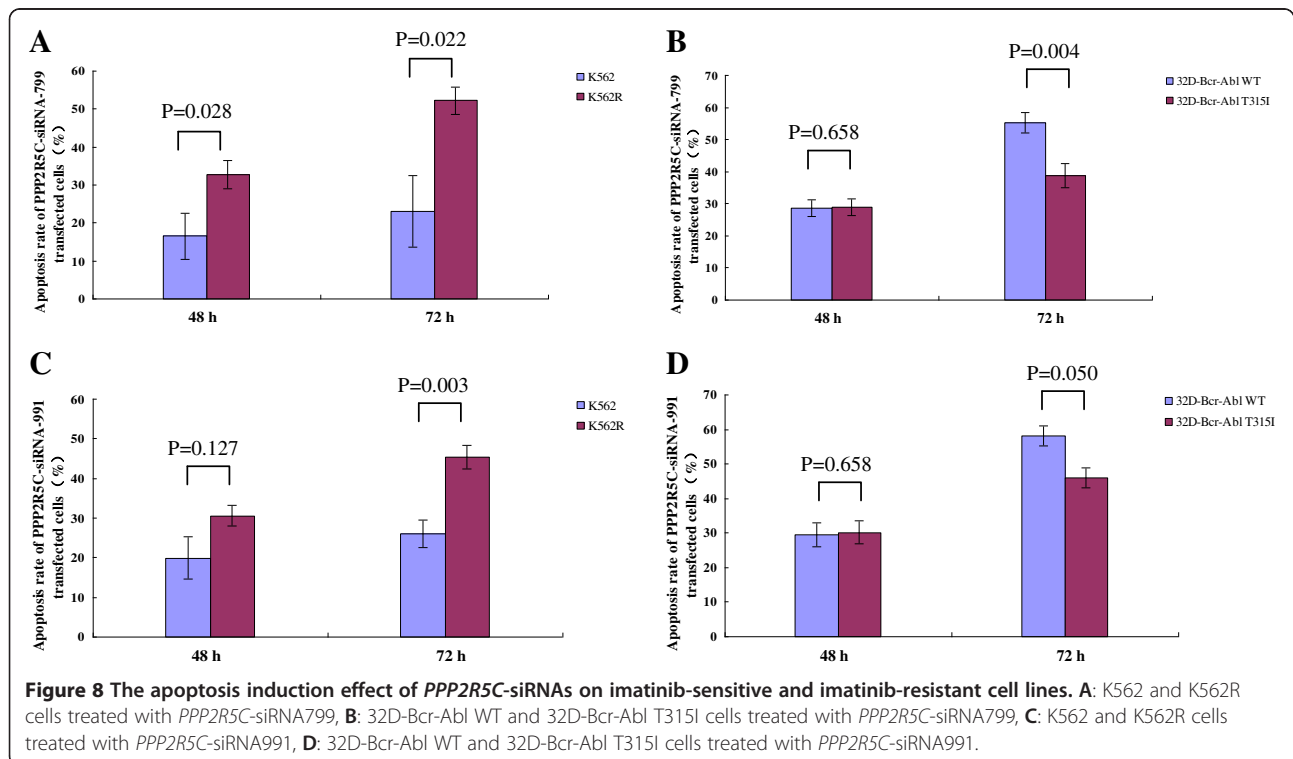 A
P=0.022
P=0.028
Apoptosis rate of PPP2R5C-siRNA-799
transfected cells（%）
60
50
40
30
20
10
0
48 h
72 h
K562
K562R
B
P=0.004
P=0.658
Apoptosis rate of PPP2R5C-siRNA-799
transfected cells（%）
70
60
50
40
30
20
10
0
48 h
72 h
32D-Bcr-Abl WT
32D-Bcr-Abl T315I
C
P=0.003
P=0.127
Apoptosis rate of PPP2R5C-siRNA-991
transfected cells（%）
60
50
40
30
20
10
0
48 h
72 h
K562
K562R
D
P=0.050
P=0.658
Apoptosis rate of PPP2R5C-siRNA-991
transfected cells（%）
70
60
50
40
30
20
10
0
48 h
72 h
32D-Bcr-Abl WT
32D-Bcr-Abl T315I
Figure 8 The apoptosis induction effect of PPP2R5C-siRNAs on imatinib-sensitive and imatinib-resistant cell lines. A: K562 and K562R
cells treated with PPP2R5C-siRNA799, B: 32D-Bcr-Abl WT and 32D-Bcr-Abl T315I cells treated with PPP2R5C-siRNA799, C: K562 and K562R cells
treated with PPP2R5C-siRNA991, D: 32D-Bcr-Abl WT and 32D-Bcr-Abl T315I cells treated with PPP2R5C-siRNA991.